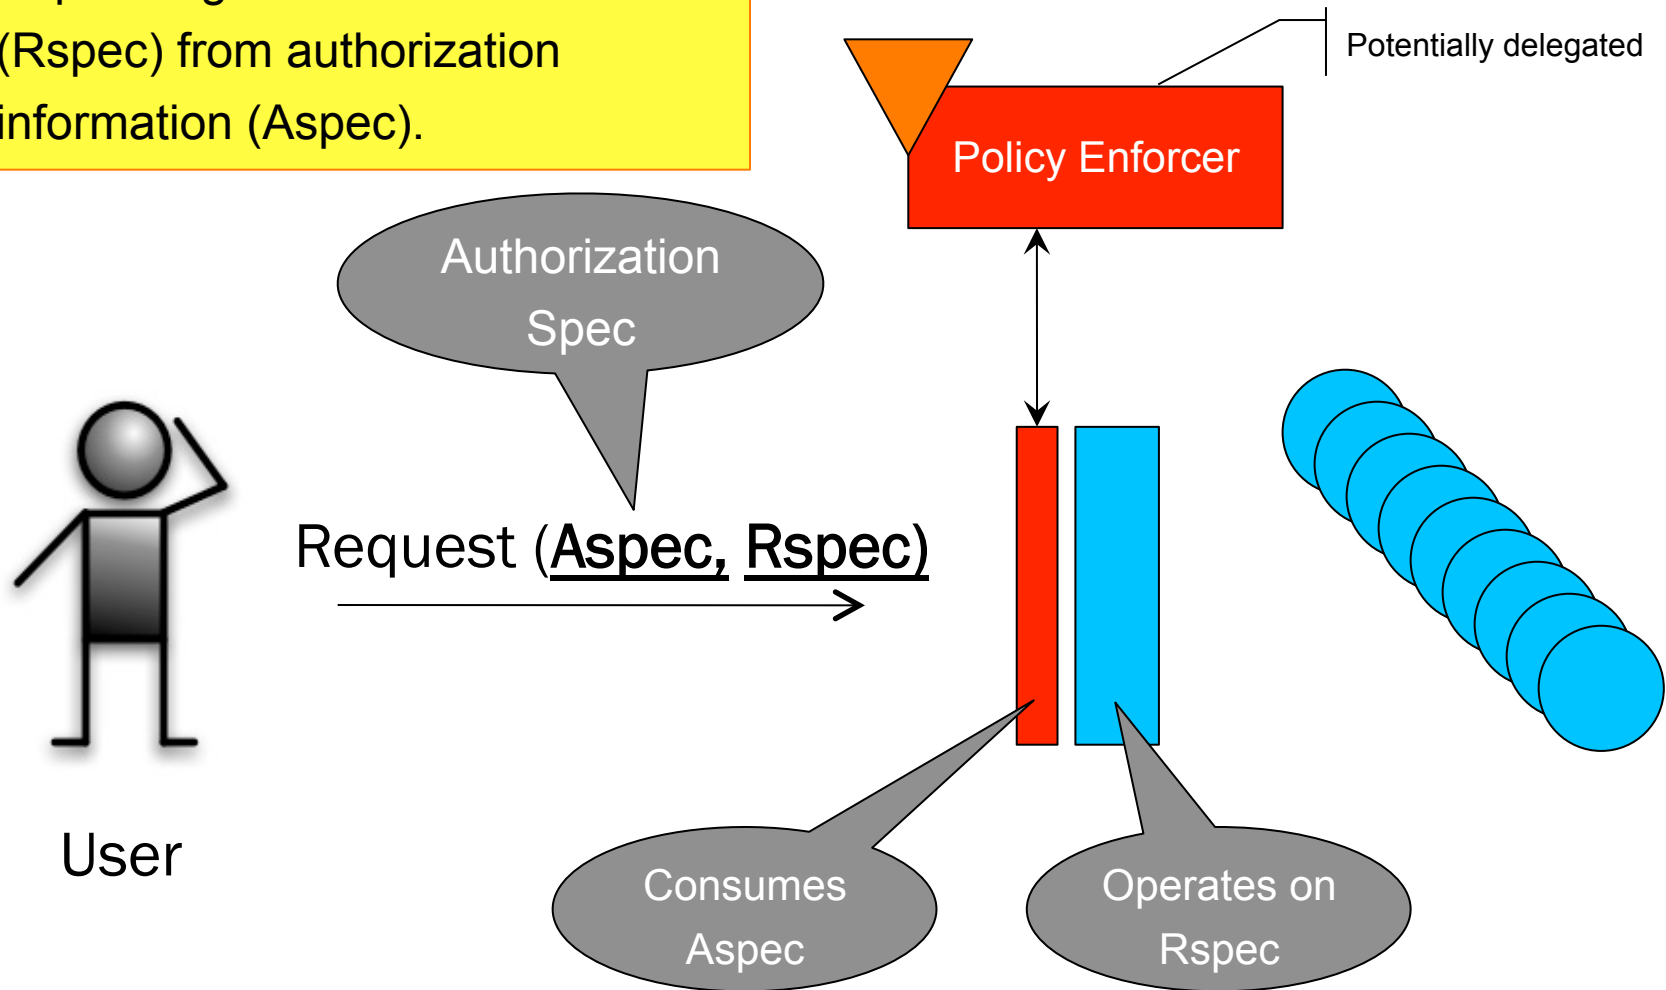 (Rspec) from authorization
information (Aspec).
Potentially delegated
Policy Enforcer
Authorization
Spec
Request (Aspec, Rspec)
User
Consumes
Aspec
Operates on
Rspec